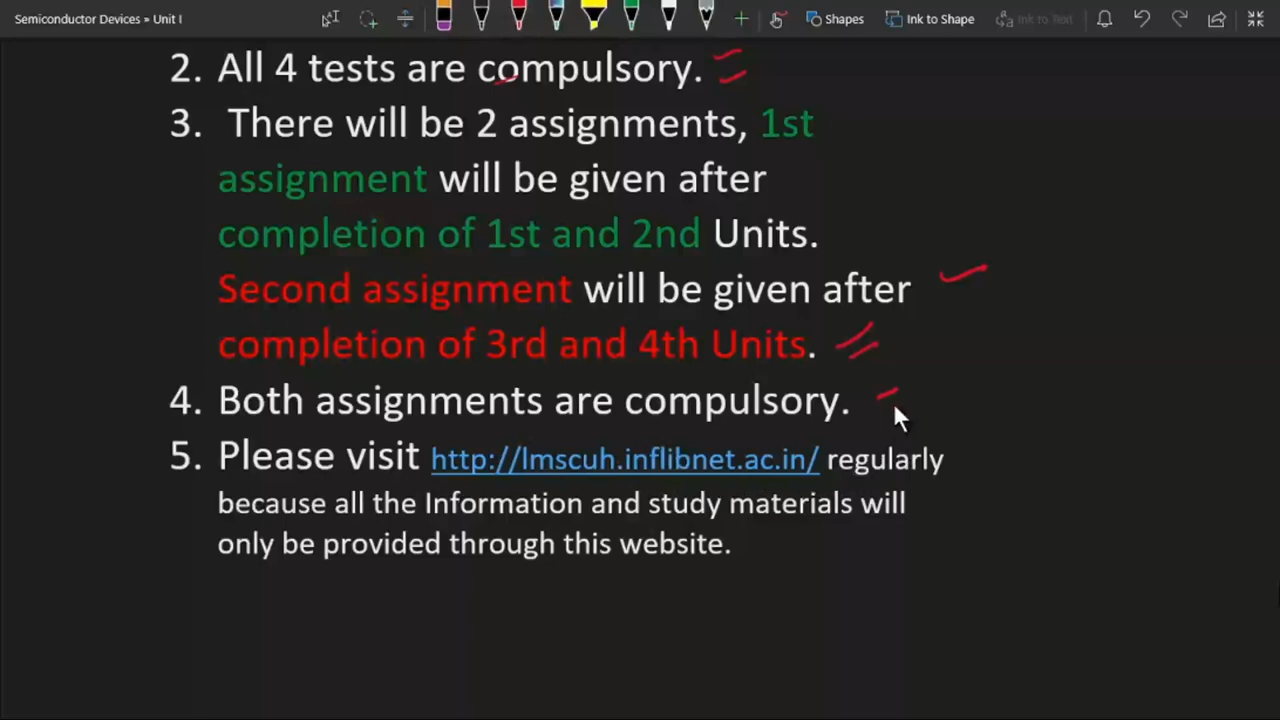 Semiconductor Devices » Unit I
Shapes
Ink to Shape
Ink to Text
2. All 4 tests are compulsory.
3. There will be 2 assignments, 1st
assignment will be given after
completion of 1st and 2nd Units.
Second assignment will be given after
completion of 3rd and 4th Units.
4. Both assignments are compulsory.
5. Please visit http://lmscuh.inflibnet.ac.in/ regularly
because all the Information and study materials will
only be provided through this website.